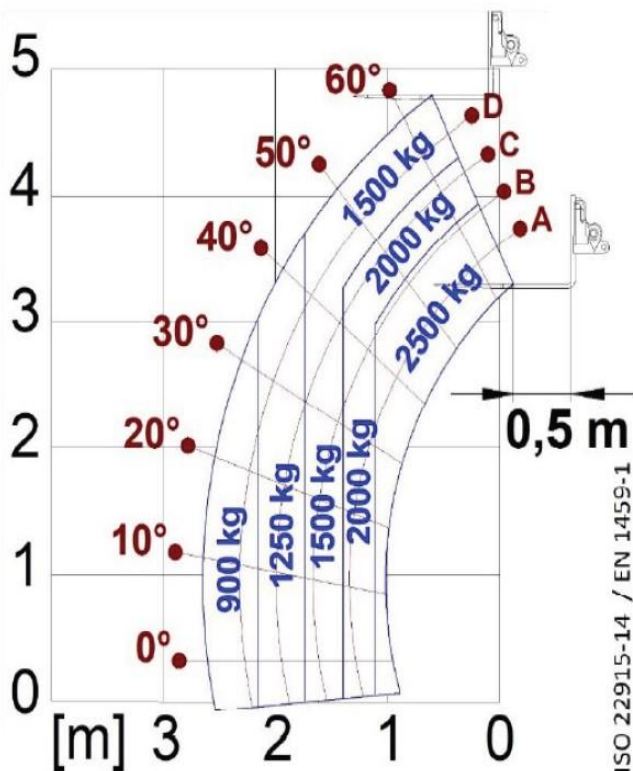 5
60°
D
50°
1500 kg
C
4
B
40°
2000 kg
A
3
30°
2500 kg
20°
0,5 m
2
10°
900 kg
1250 kg
1500 kg
2000 kg
1
0°
0
[m]
3
2
1
0
ISO 22915-14 / EN 1459-1